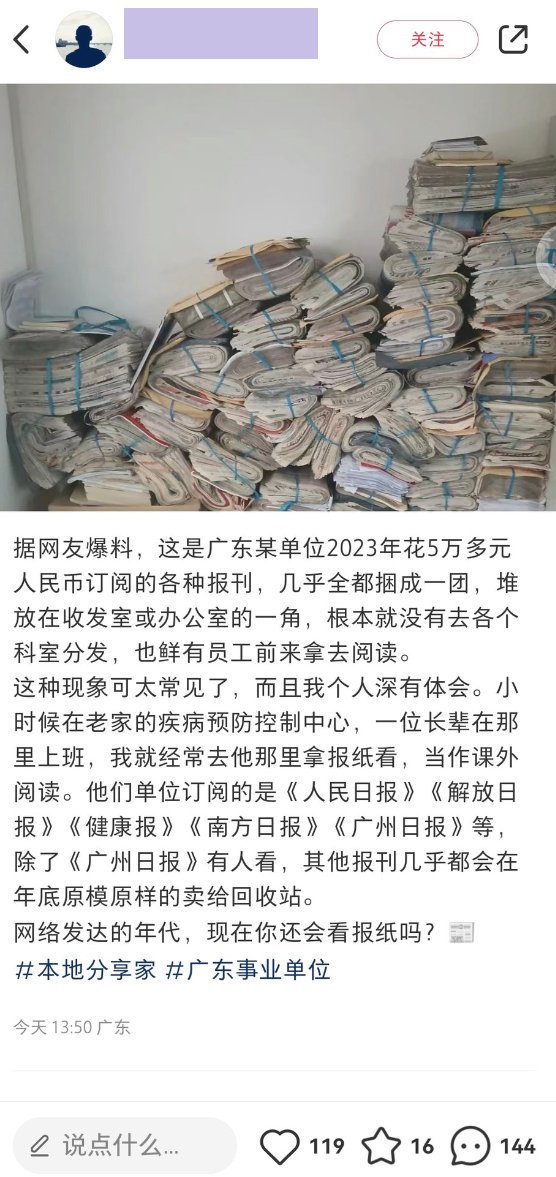 关注
据网友爆料，这是广东某单位2023年花5万多元
人民币订阅的各种报刊，几乎全都捆成一团，堆
放在收发室或办公室的一角，根本就没有去各个
科室分发，也鲜有员工前来拿去阅读。
这种现象可太常见了，而且我个人深有体会。小
时候在老家的疾病预防控制中心，一位长辈在那
里上班，我就经常去他那里拿报纸看，当作课外
阅读。他们单位订阅的是《人民日报》《解放日
报》《健康报》《南方日报》《广州日报》等，
除了《广州日报》有人看，其他报刊几乎都会在
年底原模原样的卖给回收站。
网络发达的年代，现在你还会看报纸吗？
#本地分享家 #广东事业单位
今天 13:50 广东
说点什么... 119 16 144